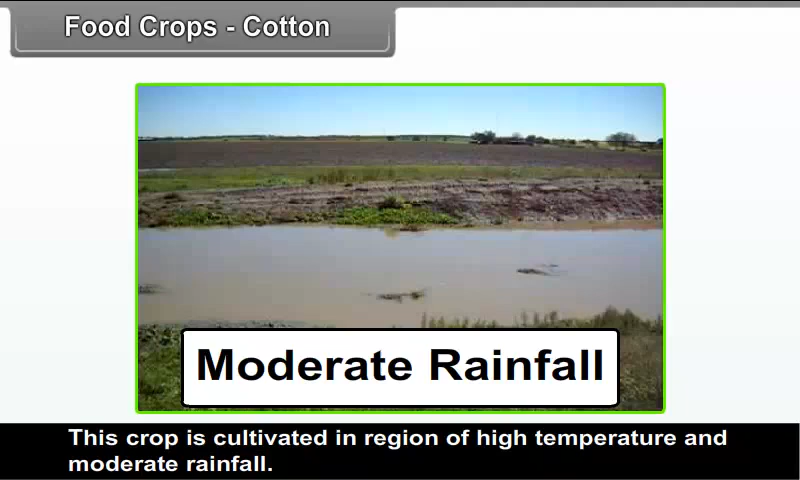 Food Crops - Cotton
Moderate Rainfall
This crop is cultivated in region of high temperature and
moderate rainfall.